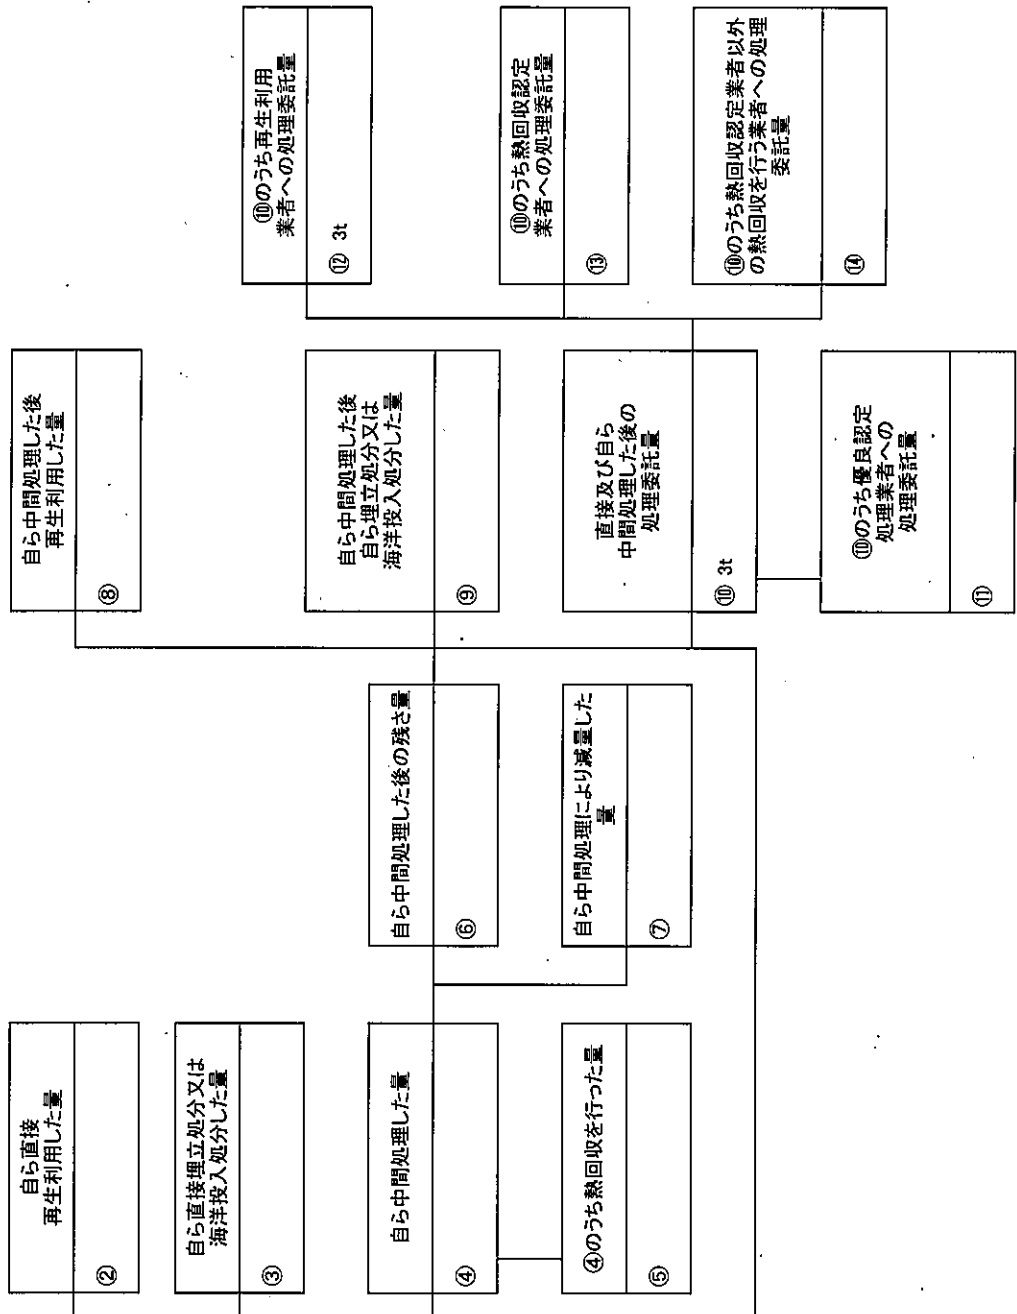 自ら直接
再生利用した量
②
自ら直接埋立処分又は
海洋投入処分した量
③
自ら中間処理した量
④
④のうち熱回収を行った量
⑤
自ら中間処理した後の残さ量
⑥
自ら中間処理により減量した
量
⑦
自ら中間処理した後
再生利用した量
⑧
自ら中間処理した後
自ら埋立処分又は
海洋投入処分した量
⑨
直接及び自ら
中間処理した後の
処理委託量
⑩ 3t
⑩のうち優良認定
処理業者への
処理委託量
⑪
⑩のうち再生利用
業者への処理委託量
⑫ 3t
⑩のうち熱回収認定
業者への処理委託量
⑬
⑩のうち熱回収認定業者以外
の熱回収を行う業者への処理
委託量
⑭